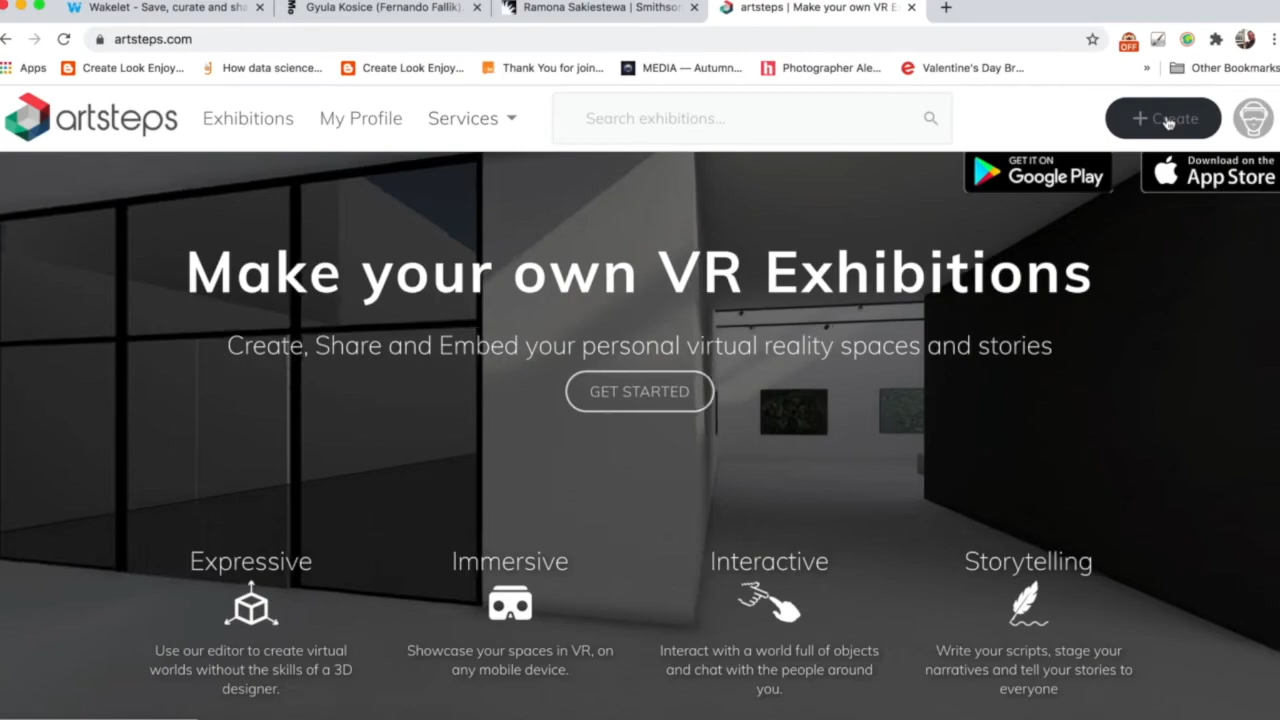 Wakelet - Save, curate and sha
Gyula Kosice (Fernando Fallik).
Ramona Sakiestewa | Smithson
artsteps | Make your own VR E
artsteps.com
OFF
Apps
Create Look Enjoy...
How data science...
Create Look Enjoy...
Thank You for join...
MEDIA — Autumn...
Photographer Ale...
Valentine's Day Br...
»
Other Bookmarks
artsteps
Exhibitions
My Profile
Services
Search exhibitions...
+ Create
GET IT ON
Google Play
Download on the
App Store
Make your own VR Exhibitions
Create, Share and Embed your personal virtual reality spaces and stories
GET STARTED
Expressive
Immersive
Interactive
Storytelling
Use our editor to create virtual
worlds without the skills of a 3D
designer.
Showcase your spaces in VR, on
any mobile device.
Interact with a world full of objects
and chat with the people around
you.
Write your scripts, stage your
narratives and tell your stories to
everyone